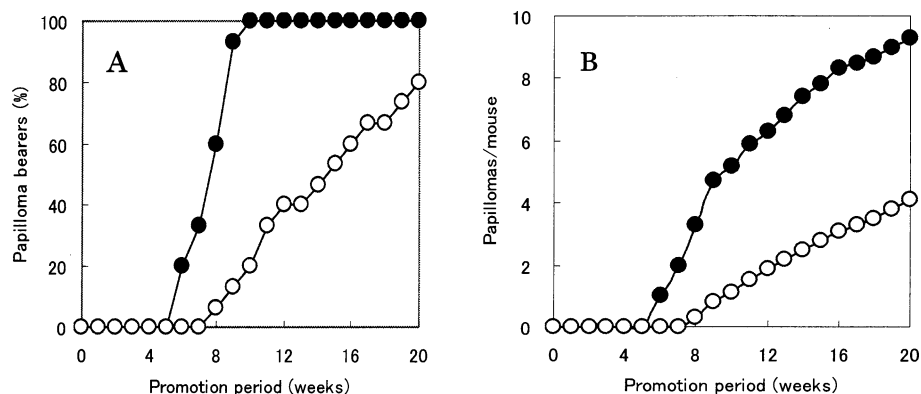 A
Papilloma bearers (%)
100
80
60
40
20
0
0 4 8 12 16 20
Promotion period (weeks)
B
Papillomas/mouse
10
8
6
4
2
0
0 4 8 12 16 20
Promotion period (weeks)